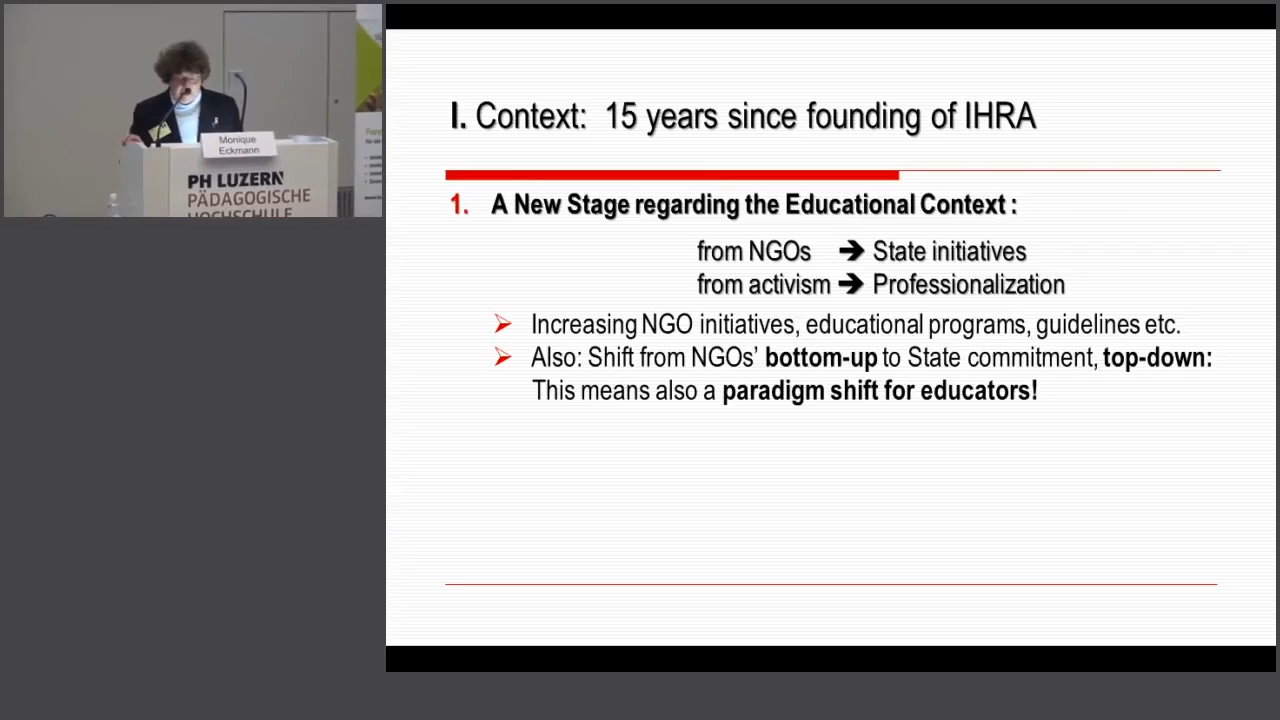 Monique
Eckmann
PH LUZERN
PÄDAGOGISCHE
HOCHSCHULE
I. Context: 15 years since founding of IHRA
1. A New Stage regarding the Educational Context :
from NGOs ➔ State initiatives
from activism ➔ Professionalization
➢ Increasing NGO initiatives, educational programs, guidelines etc.
➢ Also: Shift from NGOs’ bottom-up to State commitment, top-down:
This means also a paradigm shift for educators!